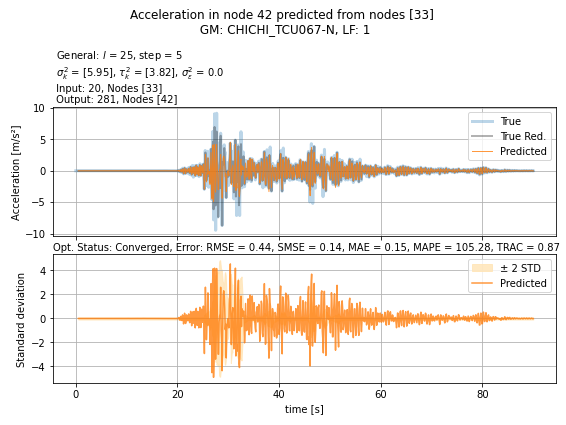 Acceleration in node 42 predicted from nodes [33]
GM: CHICHI_TCU067-N, LF: 1
General: l = 25, step = 5
σ²ₖ = [5.95], τ²ₖ = [3.82], σ²ε = 0.0
Input: 20, Nodes [33]
Output: 281, Nodes [42]
10
5
0
−5
−10
Acceleration [m/s²]
True
True Red.
Predicted
Opt. Status: Converged, Error: RMSE = 0.44, SMSE = 0.14, MAE = 0.15, MAPE = 105.28, TRAC = 0.87
4
2
0
−2
−4
Standard deviation
± 2 STD
Predicted
0 20 40 60 80
time [s]